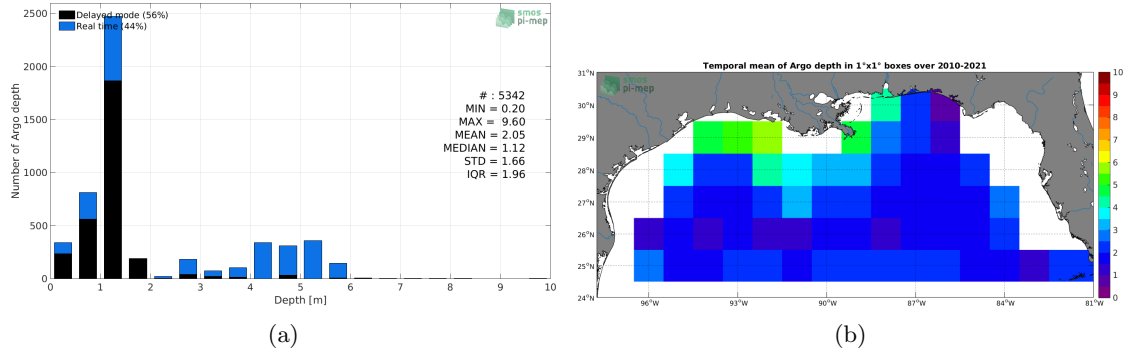 2500
2000
1500
1000
500
0
Number of Argo depth
Delayed mode (56%)
Real time (44%)
smos
pi-mep
# : 5342
MIN = 0.20
MAX = 9.60
MEAN = 2.05
MEDIAN = 1.12
STD = 1.66
IQR = 1.96
0 1 2 3 4 5 6 7 8 9 10
Depth [m]
(a)
Temporal mean of Argo depth in 1°x1° boxes over 2010-2021
smos
pi-mep
31°N
30°N
29°N
28°N
27°N
26°N
25°N
24°N
96°W 93°W 90°W 87°W 84°W 81°W
10
9
8
7
6
5
4
3
2
1
0
(b)